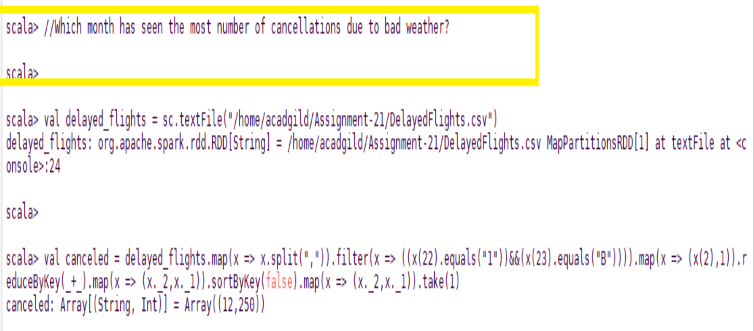 scala> //Which month has seen the most number of cancellations due to bad weather?
scala>
scala> val delayed_flights = sc.textFile("/home/acadgild/Assignment-21/DelayedFlights.csv")
delayed_flights: org.apache.spark.rdd.RDD[String] = /home/acadgild/Assignment-21/DelayedFlights.csv MapPartitionsRDD[1] at textFile at <c
onsole>:24
scala>
scala> val canceled = delayed_flights.map(x => x.split(",")).filter(x => ((x(22).equals("1"))&&(x(23).equals("B")))).map(x => (x(2),1)).r
educeByKey(_+_).map(x => (x._2,x._1)).sortByKey(false).map(x => (x._2,x._1)).take(1)
canceled: Array[(String, Int)] = Array((12,250))